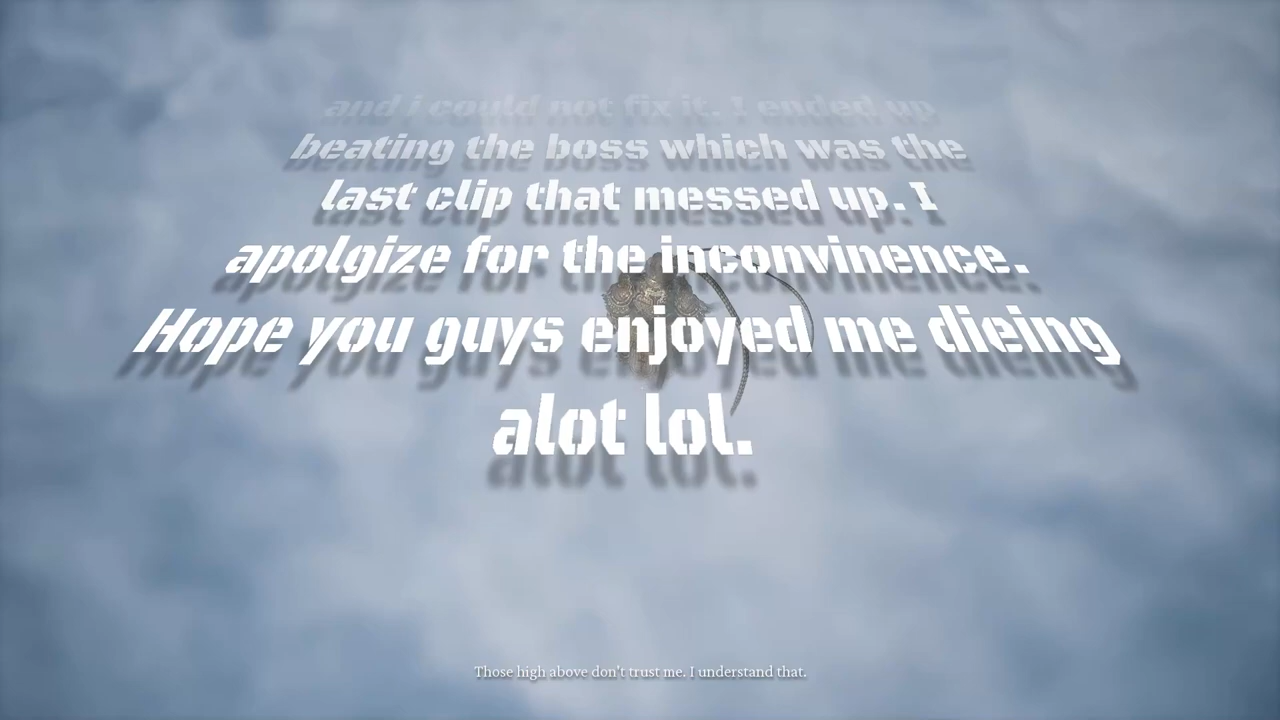 and i could not fix it. I ended up
beating the boss which was the
last clip that messed up. I
apolgize for the inconvinence.
Hope you guys enjoyed me dieing
alot lol.
Those high above don't trust me. I understand that.